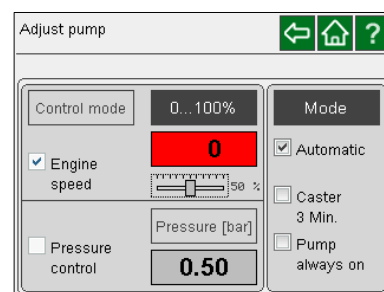 Adjust pump
?
Control mode
0...100%
Mode
0
Automatic
Engine
speed
50 %
Caster
3 Min.
Pressure [bar]
Pump
always on
Pressure
control
0.50